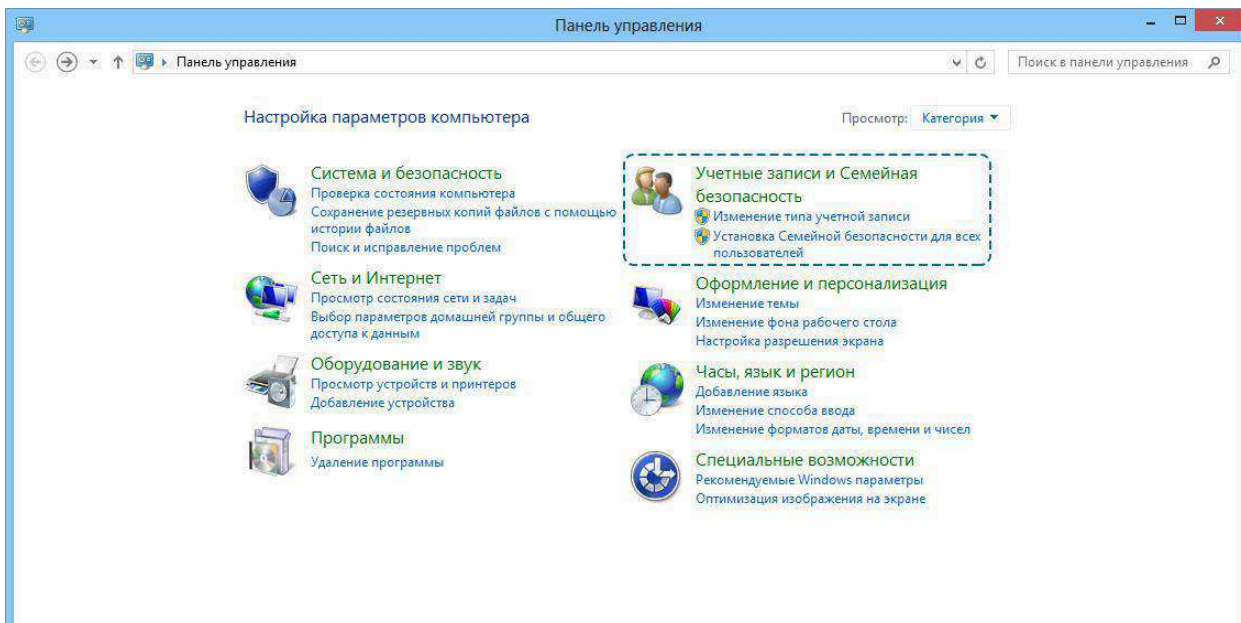 Панель управления
Панель управления
Поиск в панели управления
Настройка параметров компьютера
Просмотр: Категория
Система и безопасность
Проверка состояния компьютера
Сохранение резервных копий файлов с помощью
истории файлов
Поиск и исправление проблем
Сеть и Интернет
Просмотр состояния сети и задач
Выбор параметров домашней группы и общего
доступа к данным
Оборудование и звук
Просмотр устройств и принтеров
Добавление устройства
Программы
Удаление программы
Учетные записи и Семейная
безопасность
Изменение типа учетной записи
Установка Семейной безопасности для всех
пользователей
Оформление и персонализация
Изменение темы
Изменение фона рабочего стола
Настройка разрешения экрана
Часы, язык и регион
Добавление языка
Изменение способа ввода
Изменение форматов даты, времени и чисел
Специальные возможности
Рекомендуемые Windows параметры
Оптимизация изображения на экране